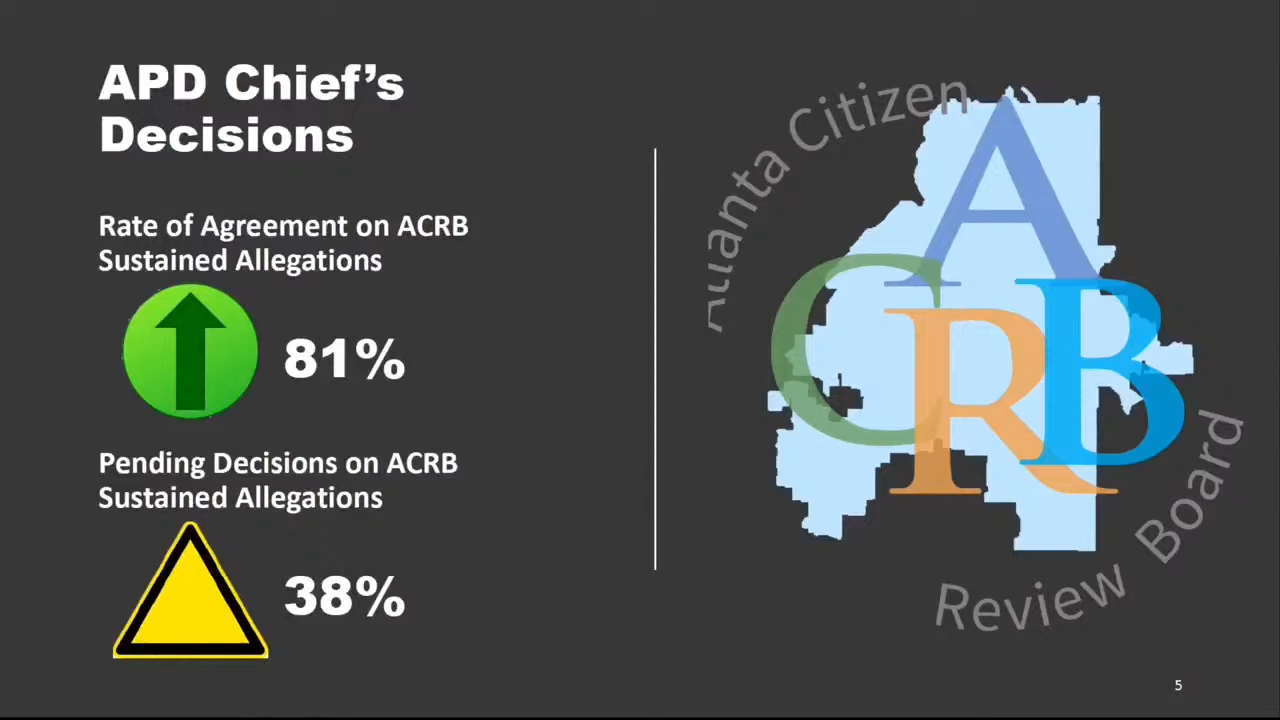 APD Chief’s
Decisions
Rate of Agreement on ACRB
Sustained Allegations
81%
Pending Decisions on ACRB
Sustained Allegations
38%
Atlanta Citizen
A
C
R
B
Review Board
5